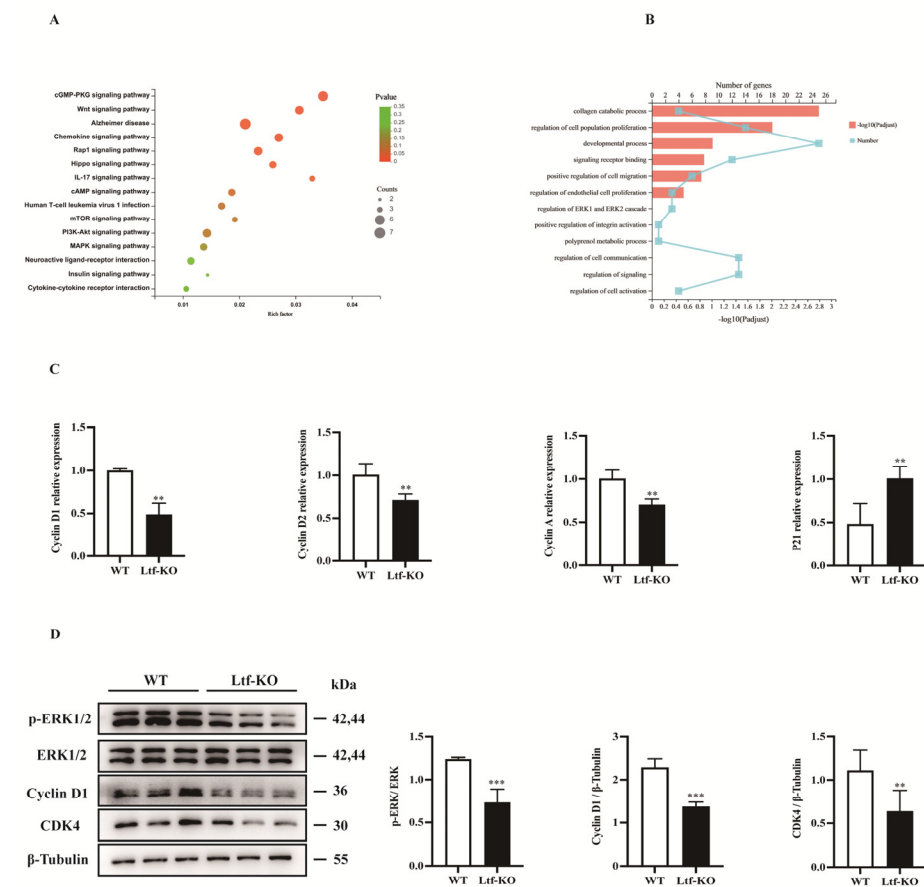 A
cGMP-PKG signaling pathway
Wnt signaling pathway
Alzheimer disease
Chemokine signaling pathway
Rap1 signaling pathway
Hippo signaling pathway
IL-17 signaling pathway
cAMP signaling pathway
Human T-cell leukemia virus 1 infection
mTOR signaling pathway
PI3K-Akt signaling pathway
MAPK signaling pathway
Neuroactive ligand-receptor interaction
Insulin signaling pathway
Cytokine-cytokine receptor interaction
0.01 0.02 0.03 0.04
Rich factor
Pvalue
0.35
0.3
0.25
0.2
0.15
0.1
0.05
0
Counts
2
3
6
7
B
Number of genes
0 2 4 6 8 10 12 14 16 18 20 22 24 26
collagen catabolic process
regulation of cell population proliferation
developmental process
signaling receptor binding
positive regulation of cell migration
regulation of endothelial cell proliferation
regulation of ERK1 and ERK2 cascade
positive regulation of integrin activation
polyprenol metabolic process
regulation of cell communication
regulation of signaling
regulation of cell activation
0 0.2 0.4 0.6 0.8 1 1.2 1.4 1.6 1.8 2 2.2 2.4 2.6 2.8 3
-log10(Padjust)
-log10(Padjust)
Number
C
Cyclin D1 relative expression
1.5
1.0
0.5
0.0
**
WT Ltf-KO
Cyclin D2 relative expression
1.5
1.0
0.5
0.0
**
WT Ltf-KO
Cyclin A relative expression
1.5
1.0
0.5
0.0
**
WT Ltf-KO
P21 relative expression
1.5
1.0
0.5
0.0
**
WT Ltf-KO
D
WT Ltf-KO
kDa
p-ERK1/2 42,44
ERK1/2 42,44
Cyclin D1 36
CDK4 30
β-Tubulin 55
p-ERK/ ERK
1.5
1.0
0.5
0.0
***
WT Ltf-KO
Cyclin D1 / β-Tubulin
3
2
1
0
***
WT Ltf-KO
CDK4 / β-Tubulin
1.5
1.0
0.5
0.0
**
WT Ltf-KO